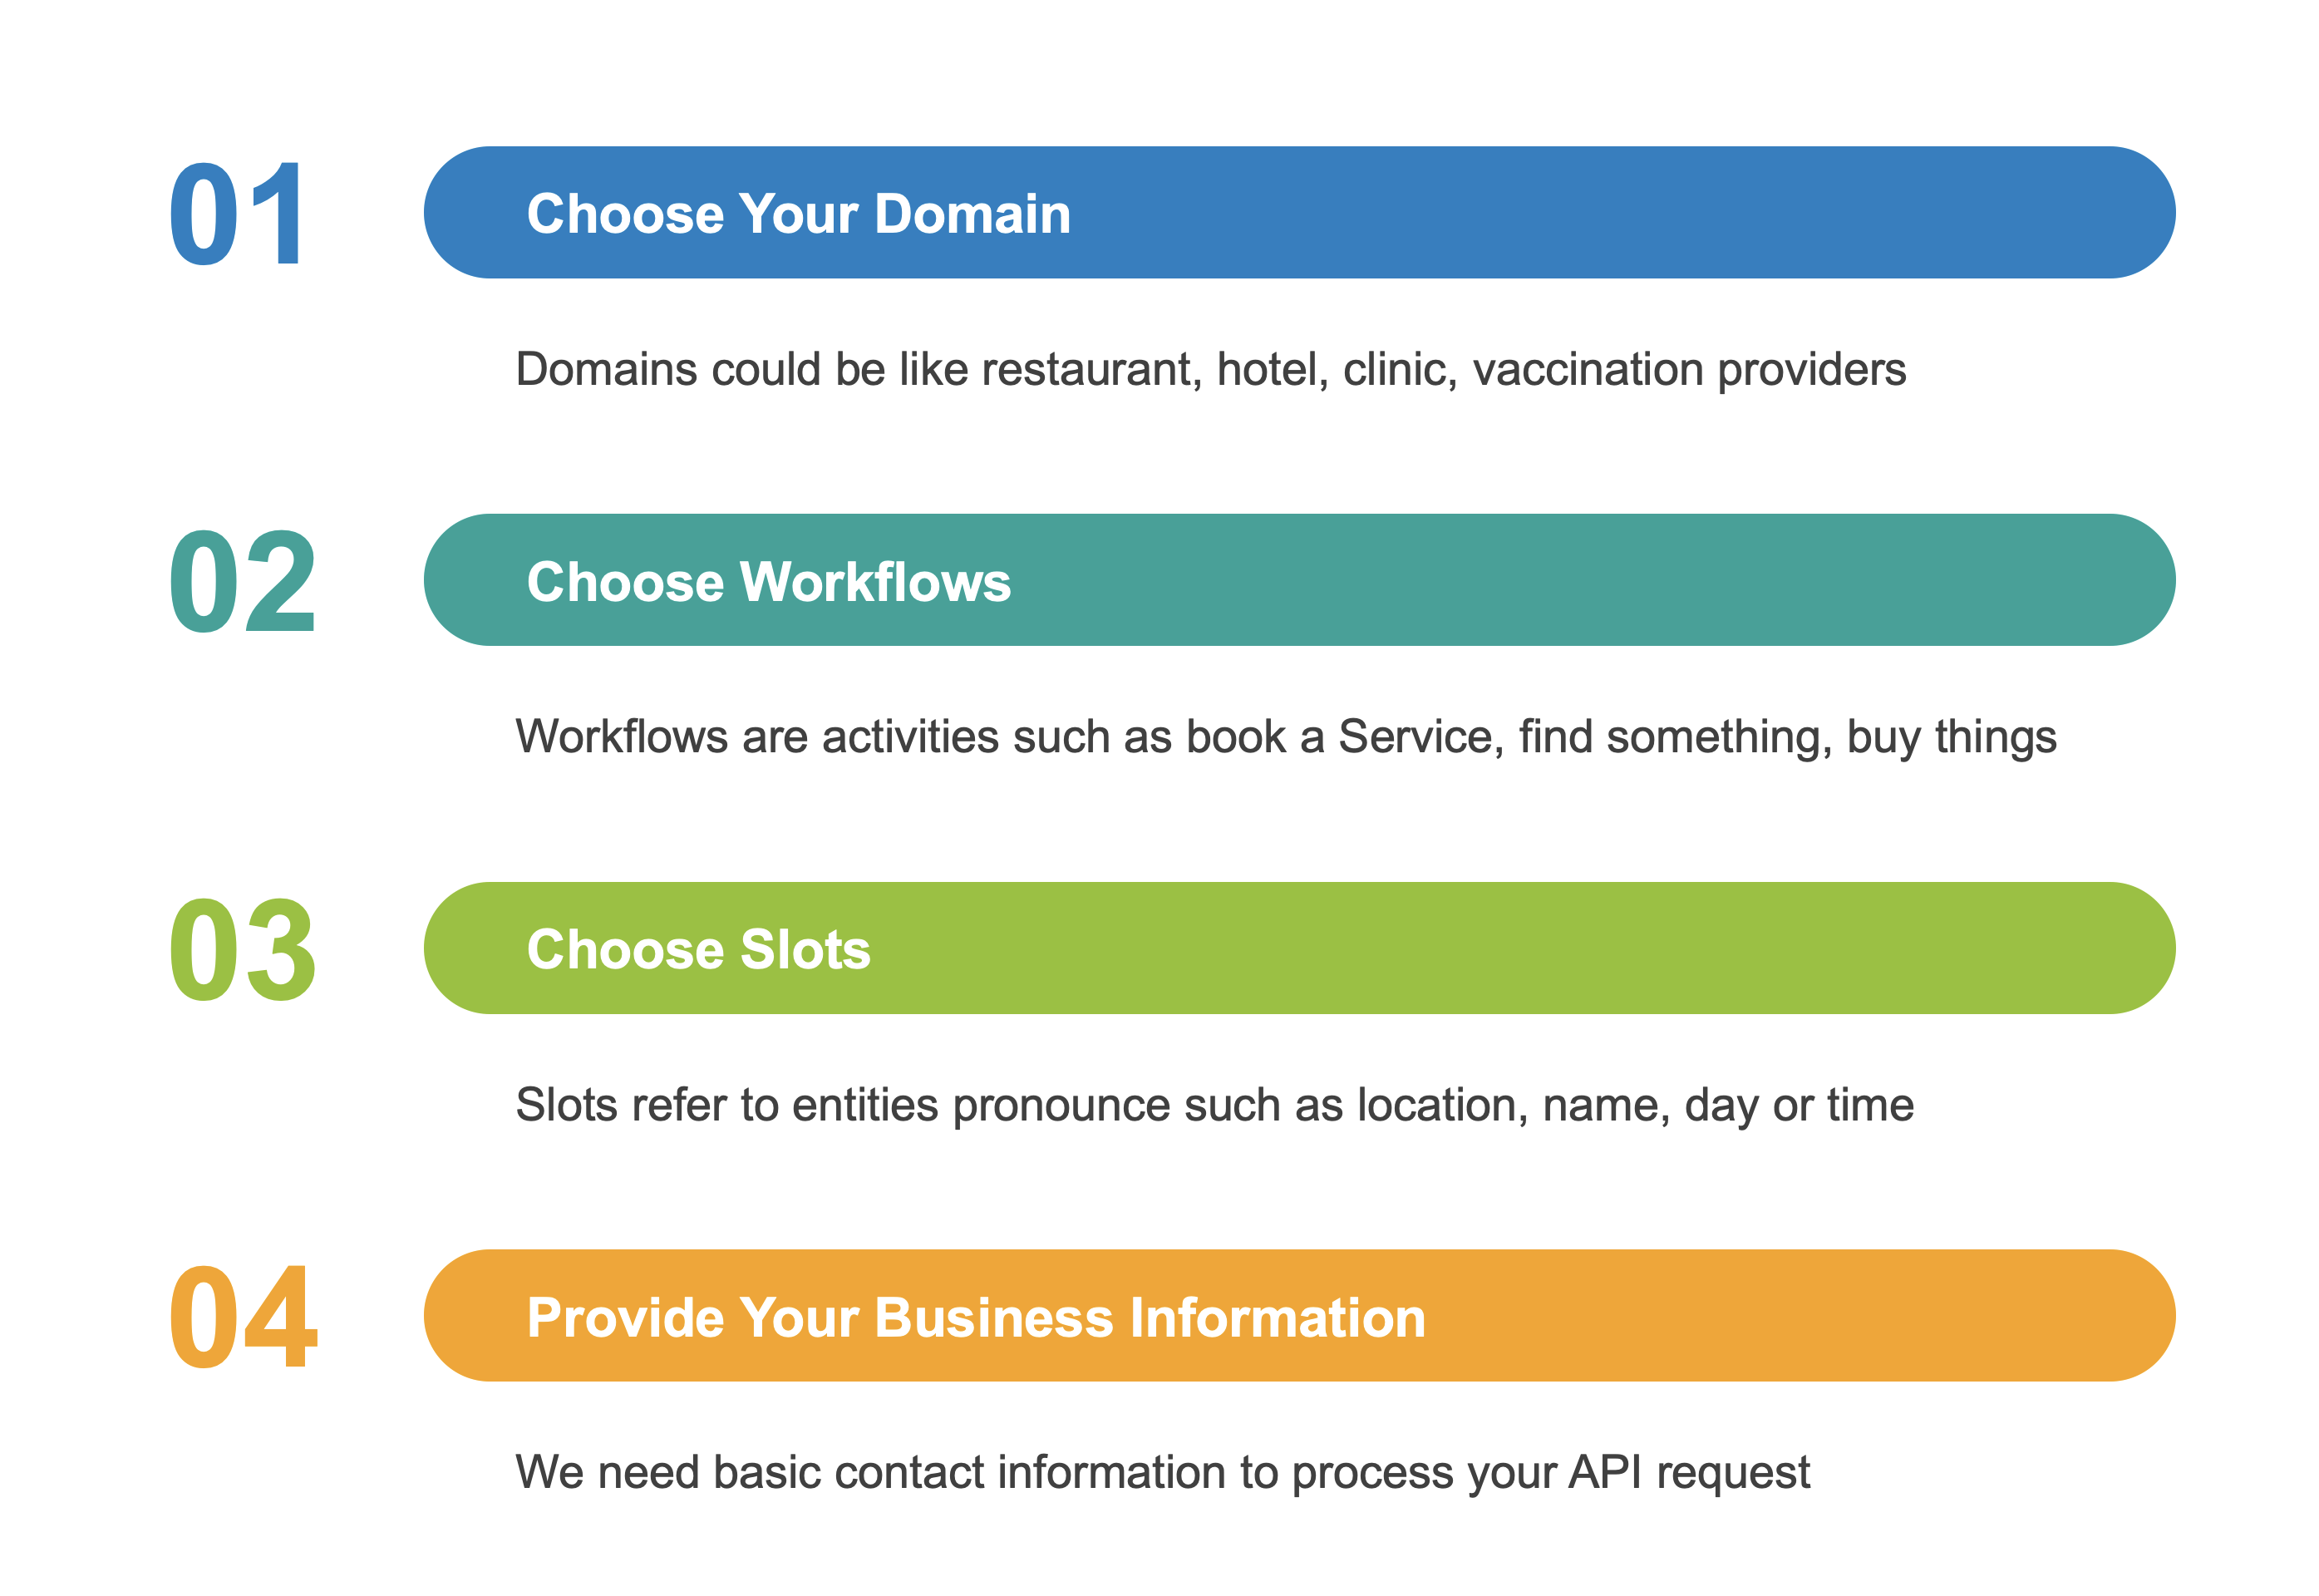 01
Choose Your Domain
Domains could be like restaurant, hotel, clinic, vaccination providers
02
Choose Workflows
Workflows are activities such as book a Service, find something, buy things
03
Choose Slots
Slots refer to entities pronounce such as location, name, day or time
04
Provide Your Business Information
We need basic contact information to process your API request